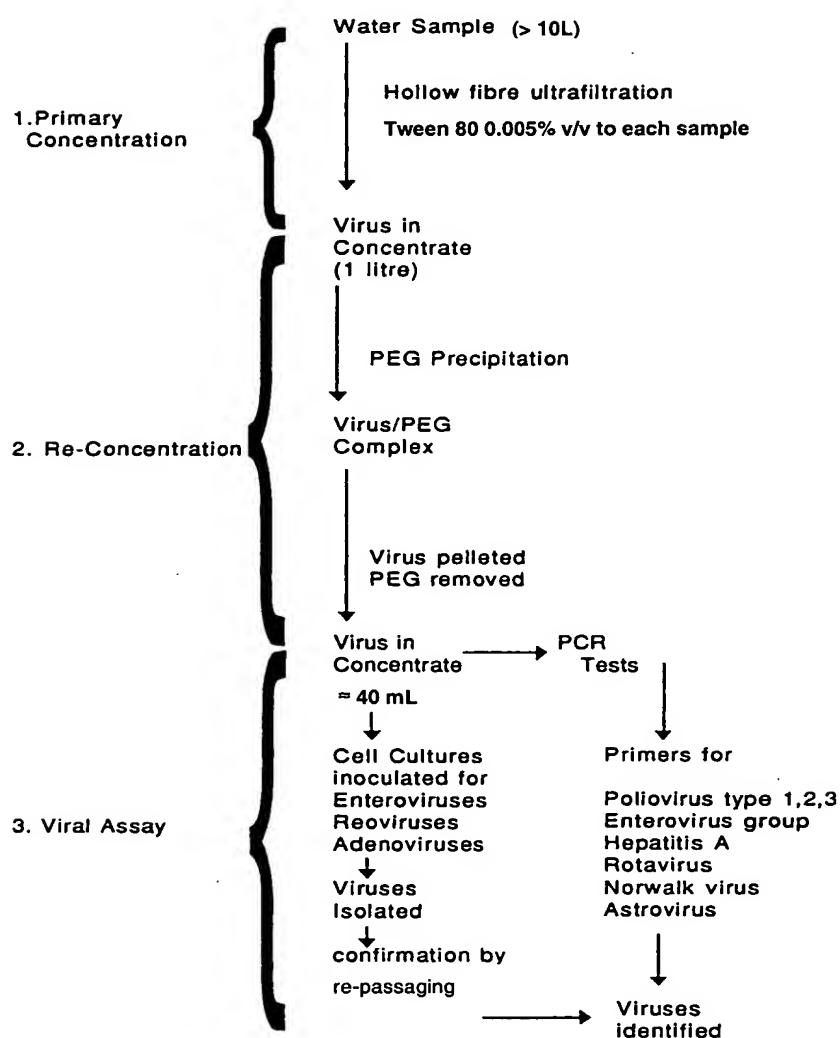 Water Sample (> 10L)
1.Primary
Concentration
Hollow fibre ultrafiltration
Tween 80 0.005% v/v to each sample
Virus in
Concentrate
(1 litre)
2. Re-Concentration
PEG Precipitation
Virus/PEG
Complex
Virus pelleted
PEG removed
3. Viral Assay
Virus in
Concentrate
≈ 40 mL
PCR
Tests
Cell Cultures
inoculated for
Enteroviruses
Reoviruses
Adenoviruses
Viruses
Isolated
confirmation by
re-passaging
Primers for
Poliovirus type 1,2,3
Enterovirus group
Hepatitis A
Rotavirus
Norwalk virus
Astrovirus
Viruses
identified